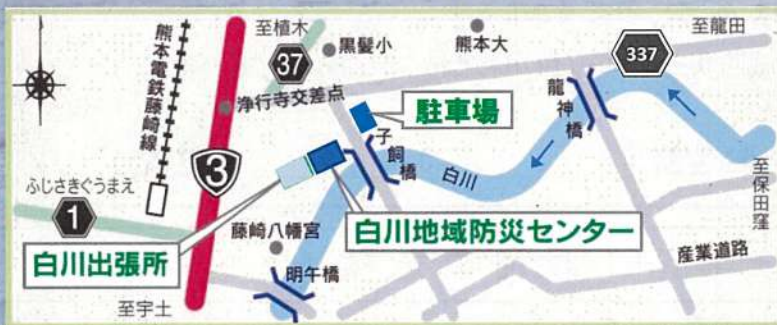 至植木
37
黒髪小
熊本大
至龍田
337
熊本電鉄藤崎線
浄行寺交差点
駐車場
龍神橋
3
子飼橋
白川
至保田窪
ふじさきぐうまえ
1
藤崎八幡宮
白川地域防災センター
白川出張所
明午橋
産業道路
至宇土